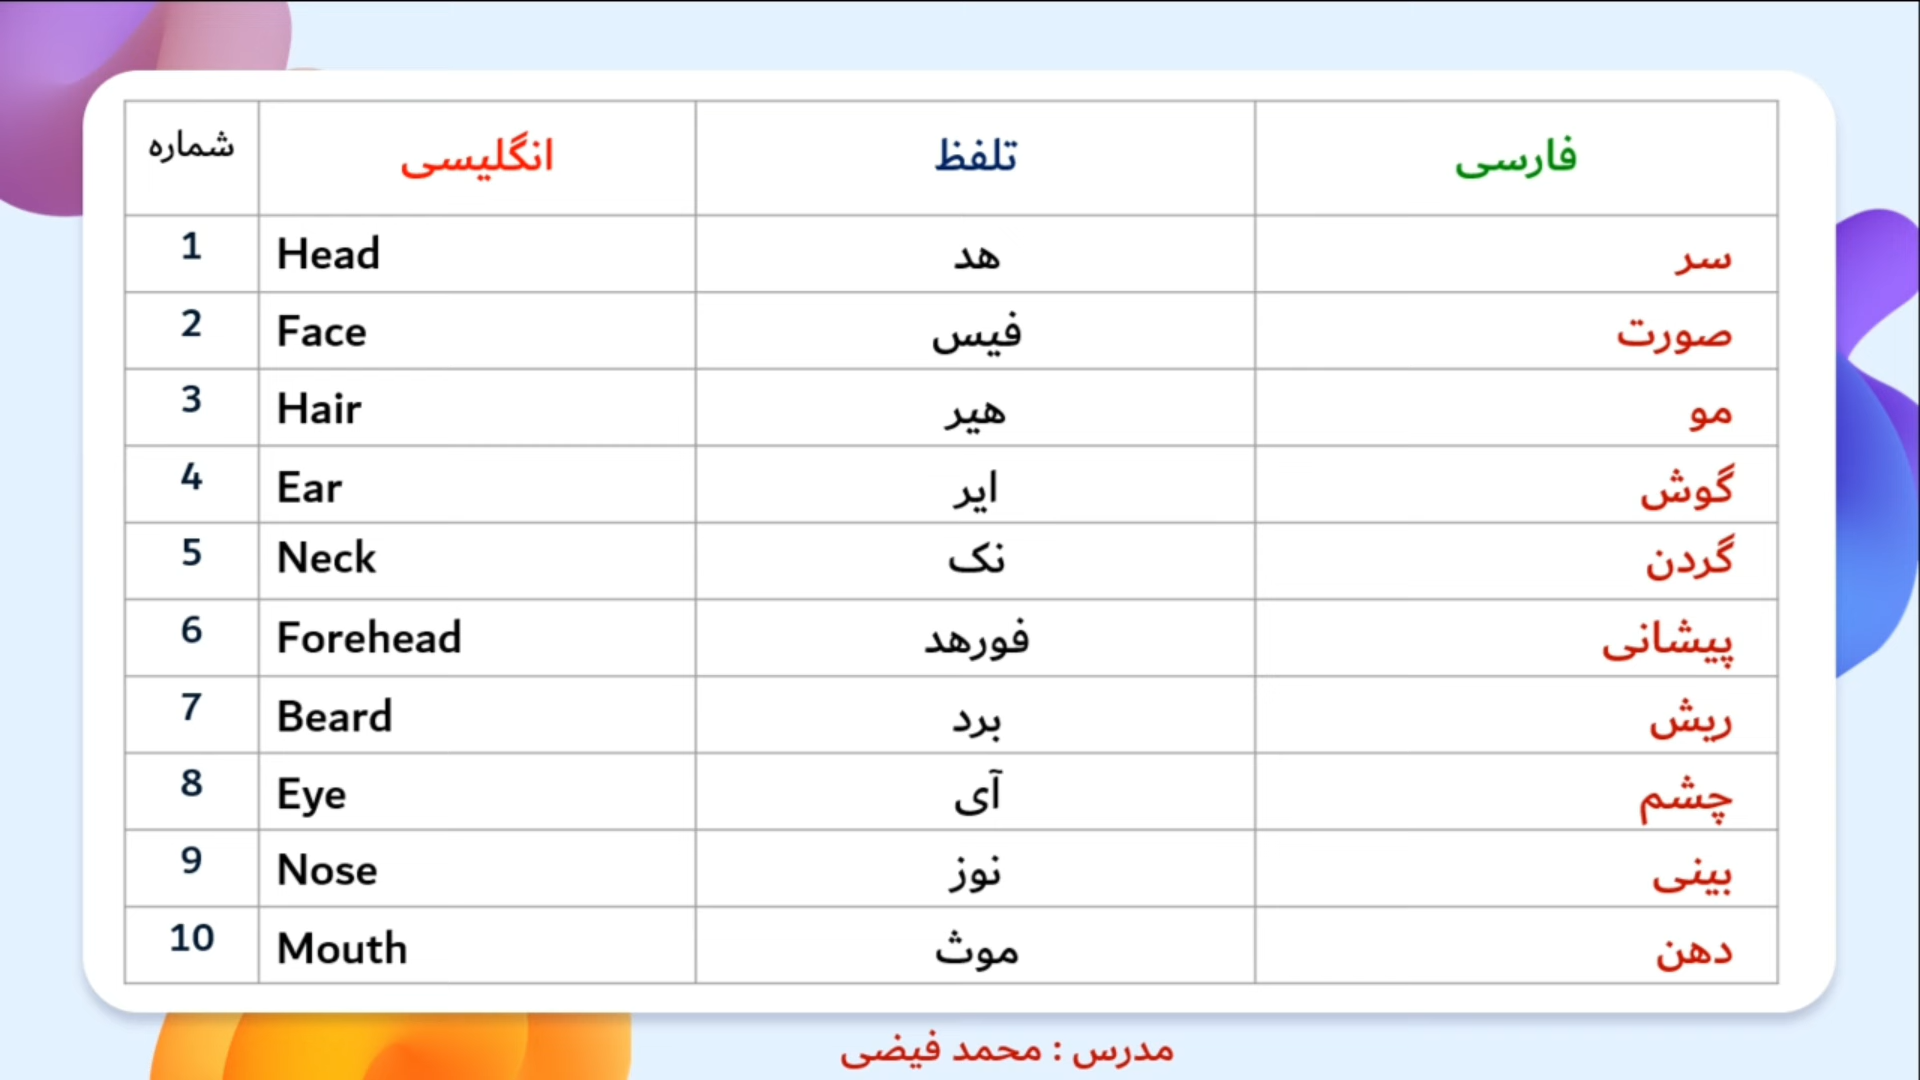 شماره انگلیسی تلفظ فارسی
1 Head هد سر
2 Face فیس صورت
3 Hair هیر مو
4 Ear ایر گوش
5 Neck نک گردن
6 Forehead فورهد پیشانی
7 Beard برد ریش
8 Eye آی چشم
9 Nose نوز بینی
10 Mouth موث دهن
مدرس : محمد فیضی